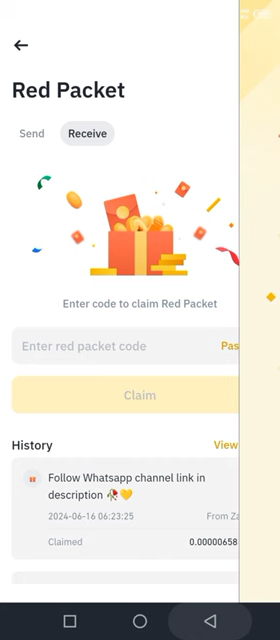 Red Packet
Send
Receive
Enter code to claim Red Packet
Enter red packet code
Pas
Claim
History
View
Follow Whatsapp channel link in
description 🥀💛
2024-06-16 06:23:25
From Za
Claimed
0.00000658